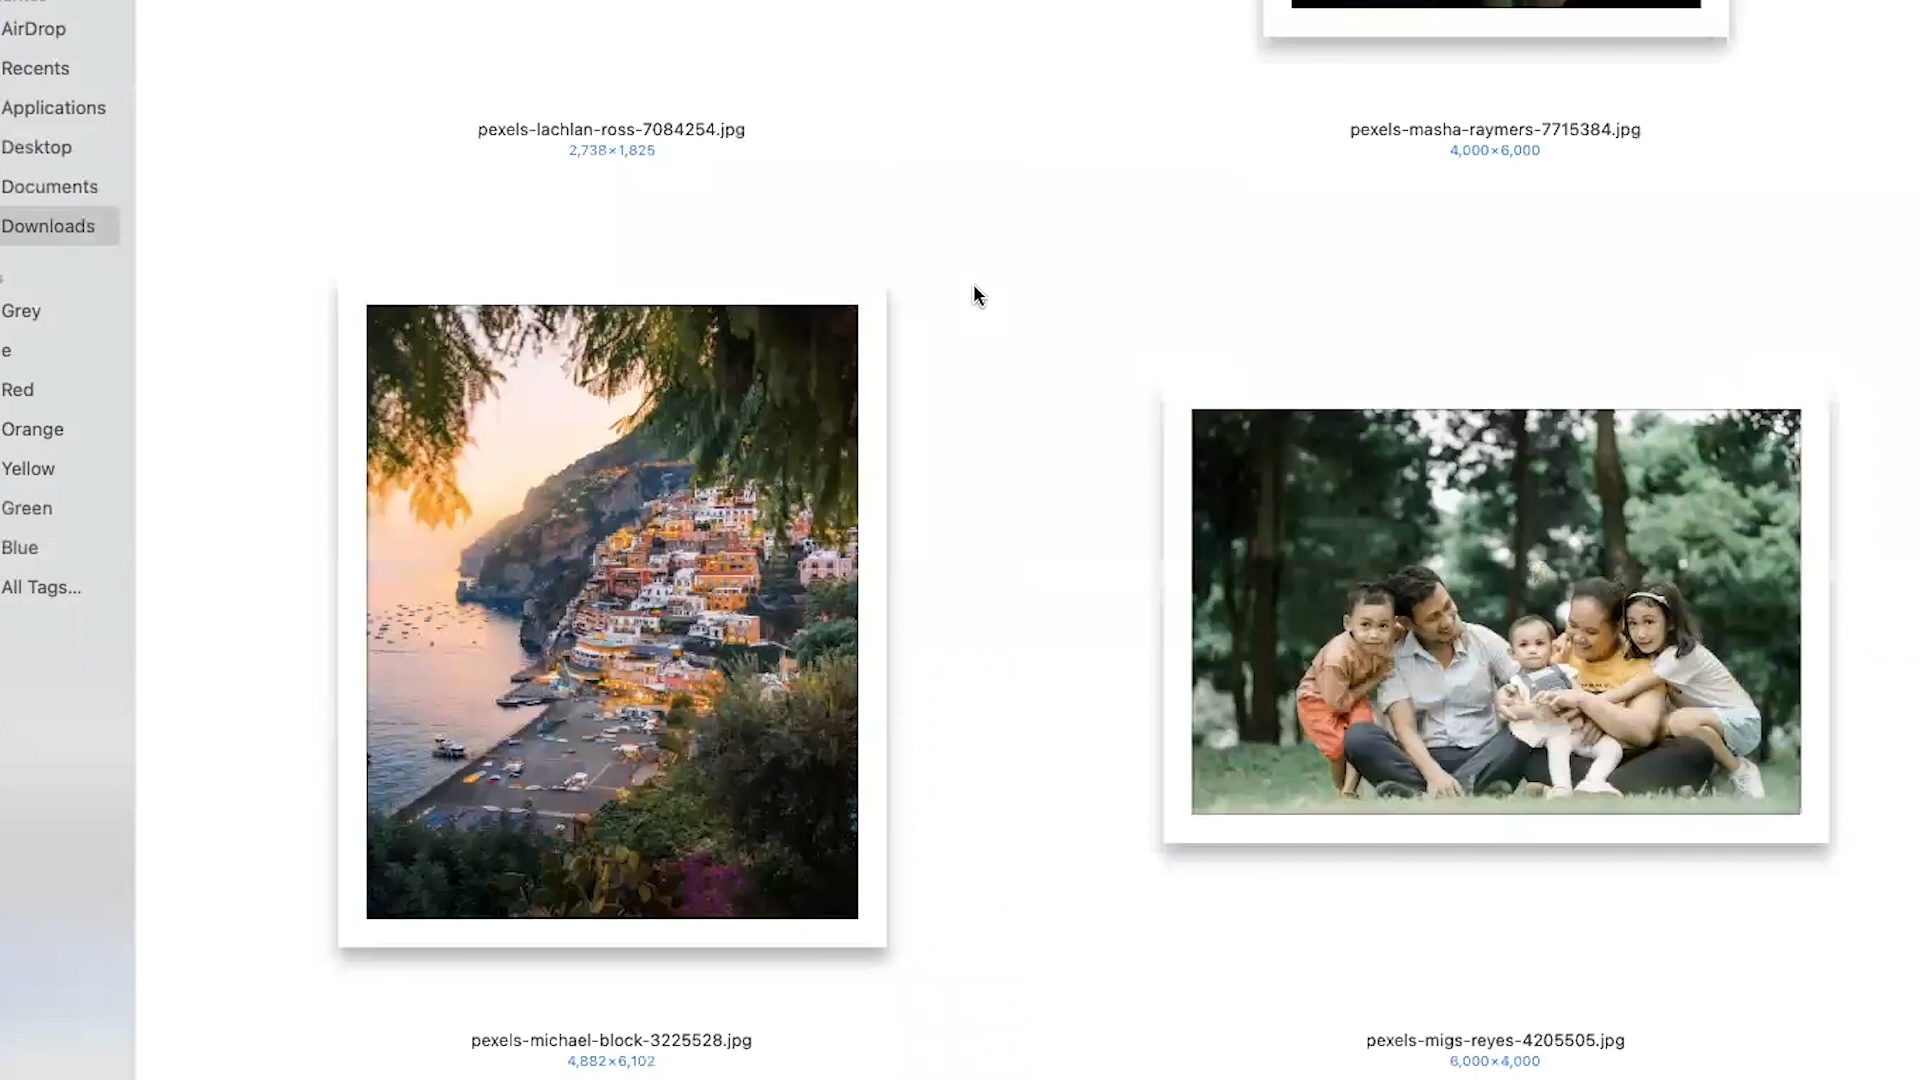 AirDrop
Recents
Applications
Desktop
Documents
Downloads
Grey
e
Red
Orange
Yellow
Green
Blue
All Tags...
pexels-lachlan-ross-7084254.jpg
2,738×1,825
pexels-masha-raymers-7715384.jpg
4,000×6,000
pexels-michael-block-3225528.jpg
4,882×6,102
pexels-migs-reyes-4205505.jpg
6,000×4,000